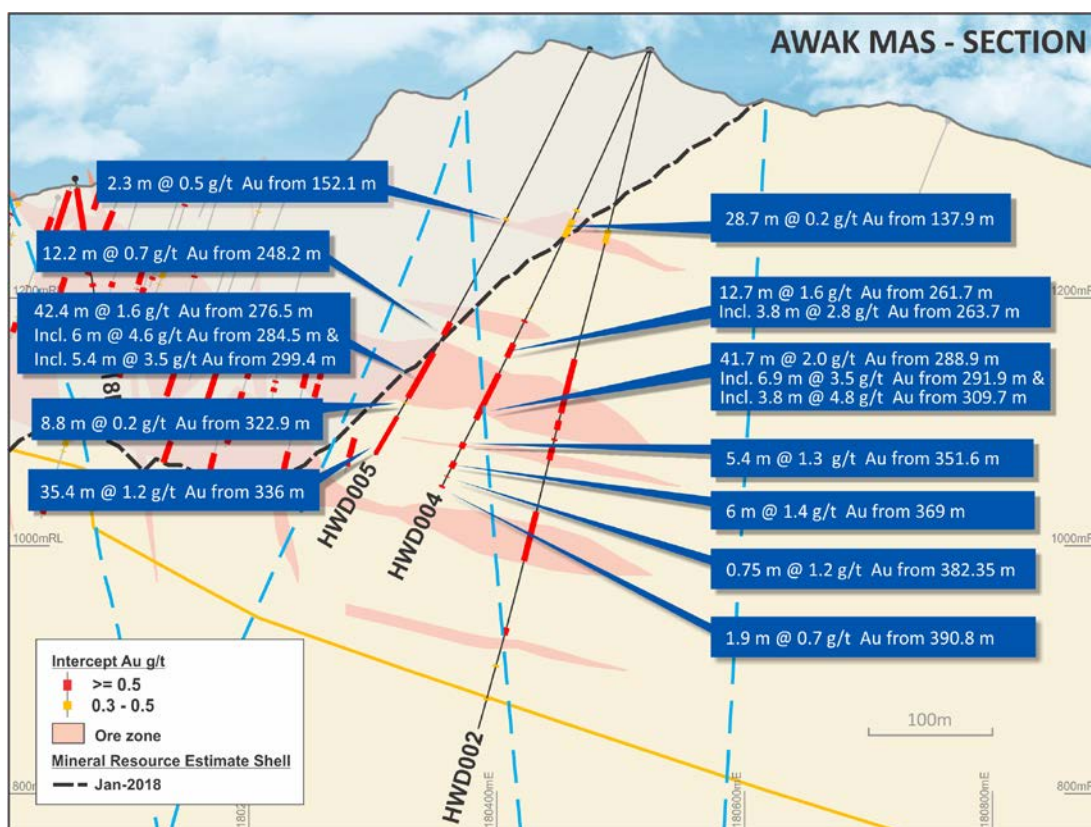 AWAK MAS - SECTION
2.3 m @ 0.5 g/t Au from 152.1 m
12.2 m @ 0.7 g/t Au from 248.2 m
42.4 m @ 1.6 g/t Au from 276.5 m
Incl. 6 m @ 4.6 g/t Au from 284.5 m &
Incl. 5.4 m @ 3.5 g/t Au from 299.4 m
8.8 m @ 0.2 g/t Au from 322.9 m
35.4 m @ 1.2 g/t Au from 336 m
28.7 m @ 0.2 g/t Au from 137.9 m
12.7 m @ 1.6 g/t Au from 261.7 m
Incl. 3.8 m @ 2.8 g/t Au from 263.7 m
41.7 m @ 2.0 g/t Au from 288.9 m
Incl. 6.9 m @ 3.5 g/t Au from 291.9 m &
Incl. 3.8 m @ 4.8 g/t Au from 309.7 m
5.4 m @ 1.3 g/t Au from 351.6 m
6 m @ 1.4 g/t Au from 369 m
0.75 m @ 1.2 g/t Au from 382.35 m
1.9 m @ 0.7 g/t Au from 390.8 m
1200mRL
1200mR
1000mRL
1000mR
800m
800mR
HWD005
HWD004
HWD002
Intercept Au g/t
>= 0.5
0.3 - 0.5
Ore zone
Mineral Resource Estimate Shell
Jan-2018
100m
180400mE
180600mE
180800mE